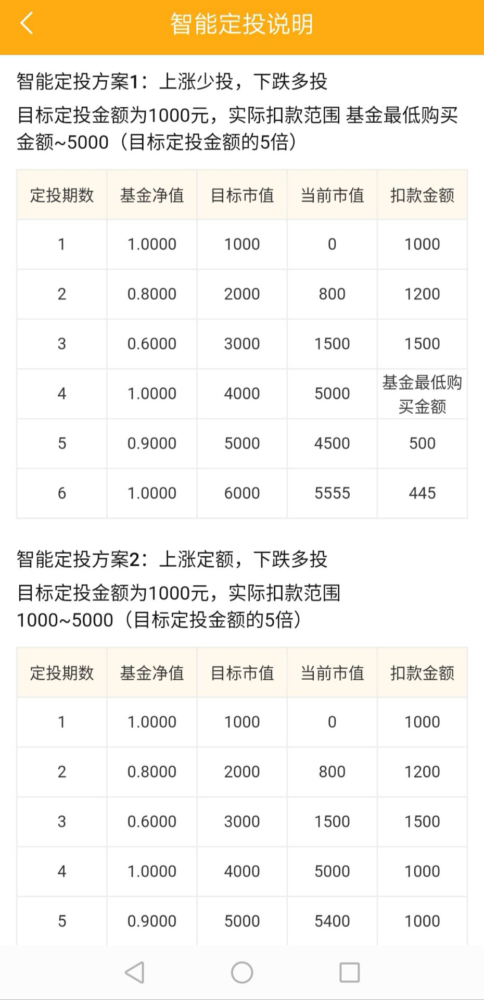 智能定投说明
智能定投方案1：上涨少投，下跌多投
目标定投金额为1000元，实际扣款范围 基金最低购买
金额~5000（目标定投金额的5倍）
定投期数 基金净值 目标市值 当前市值 扣款金额
1 1.0000 1000 0 1000
2 0.8000 2000 800 1200
3 0.6000 3000 1500 1500
4 1.0000 4000 5000 基金最低购
买金额
5 0.9000 5000 4500 500
6 1.0000 6000 5555 445
智能定投方案2：上涨定额，下跌多投
目标定投金额为1000元，实际扣款范围
1000~5000（目标定投金额的5倍）
定投期数 基金净值 目标市值 当前市值 扣款金额
1 1.0000 1000 0 1000
2 0.8000 2000 800 1200
3 0.6000 3000 1500 1500
4 1.0000 4000 5000 1000
5 0.9000 5000 5400 1000